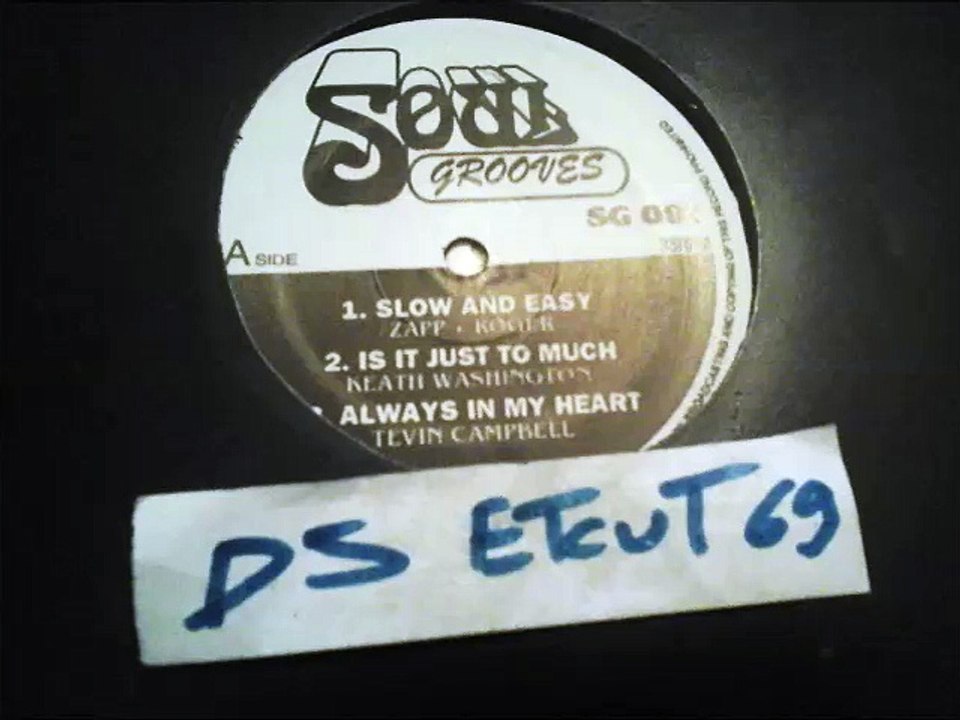 SOUL
GROOVES
SG
A SIDE
1. SLOW AND EASY
ZAPP + ROGER
2. IS IT JUST TO MUCH
KEATH WASHINGTON
ALWAYS IN MY HEART
TEVIN CAMPBELL
DS ETCUT 69